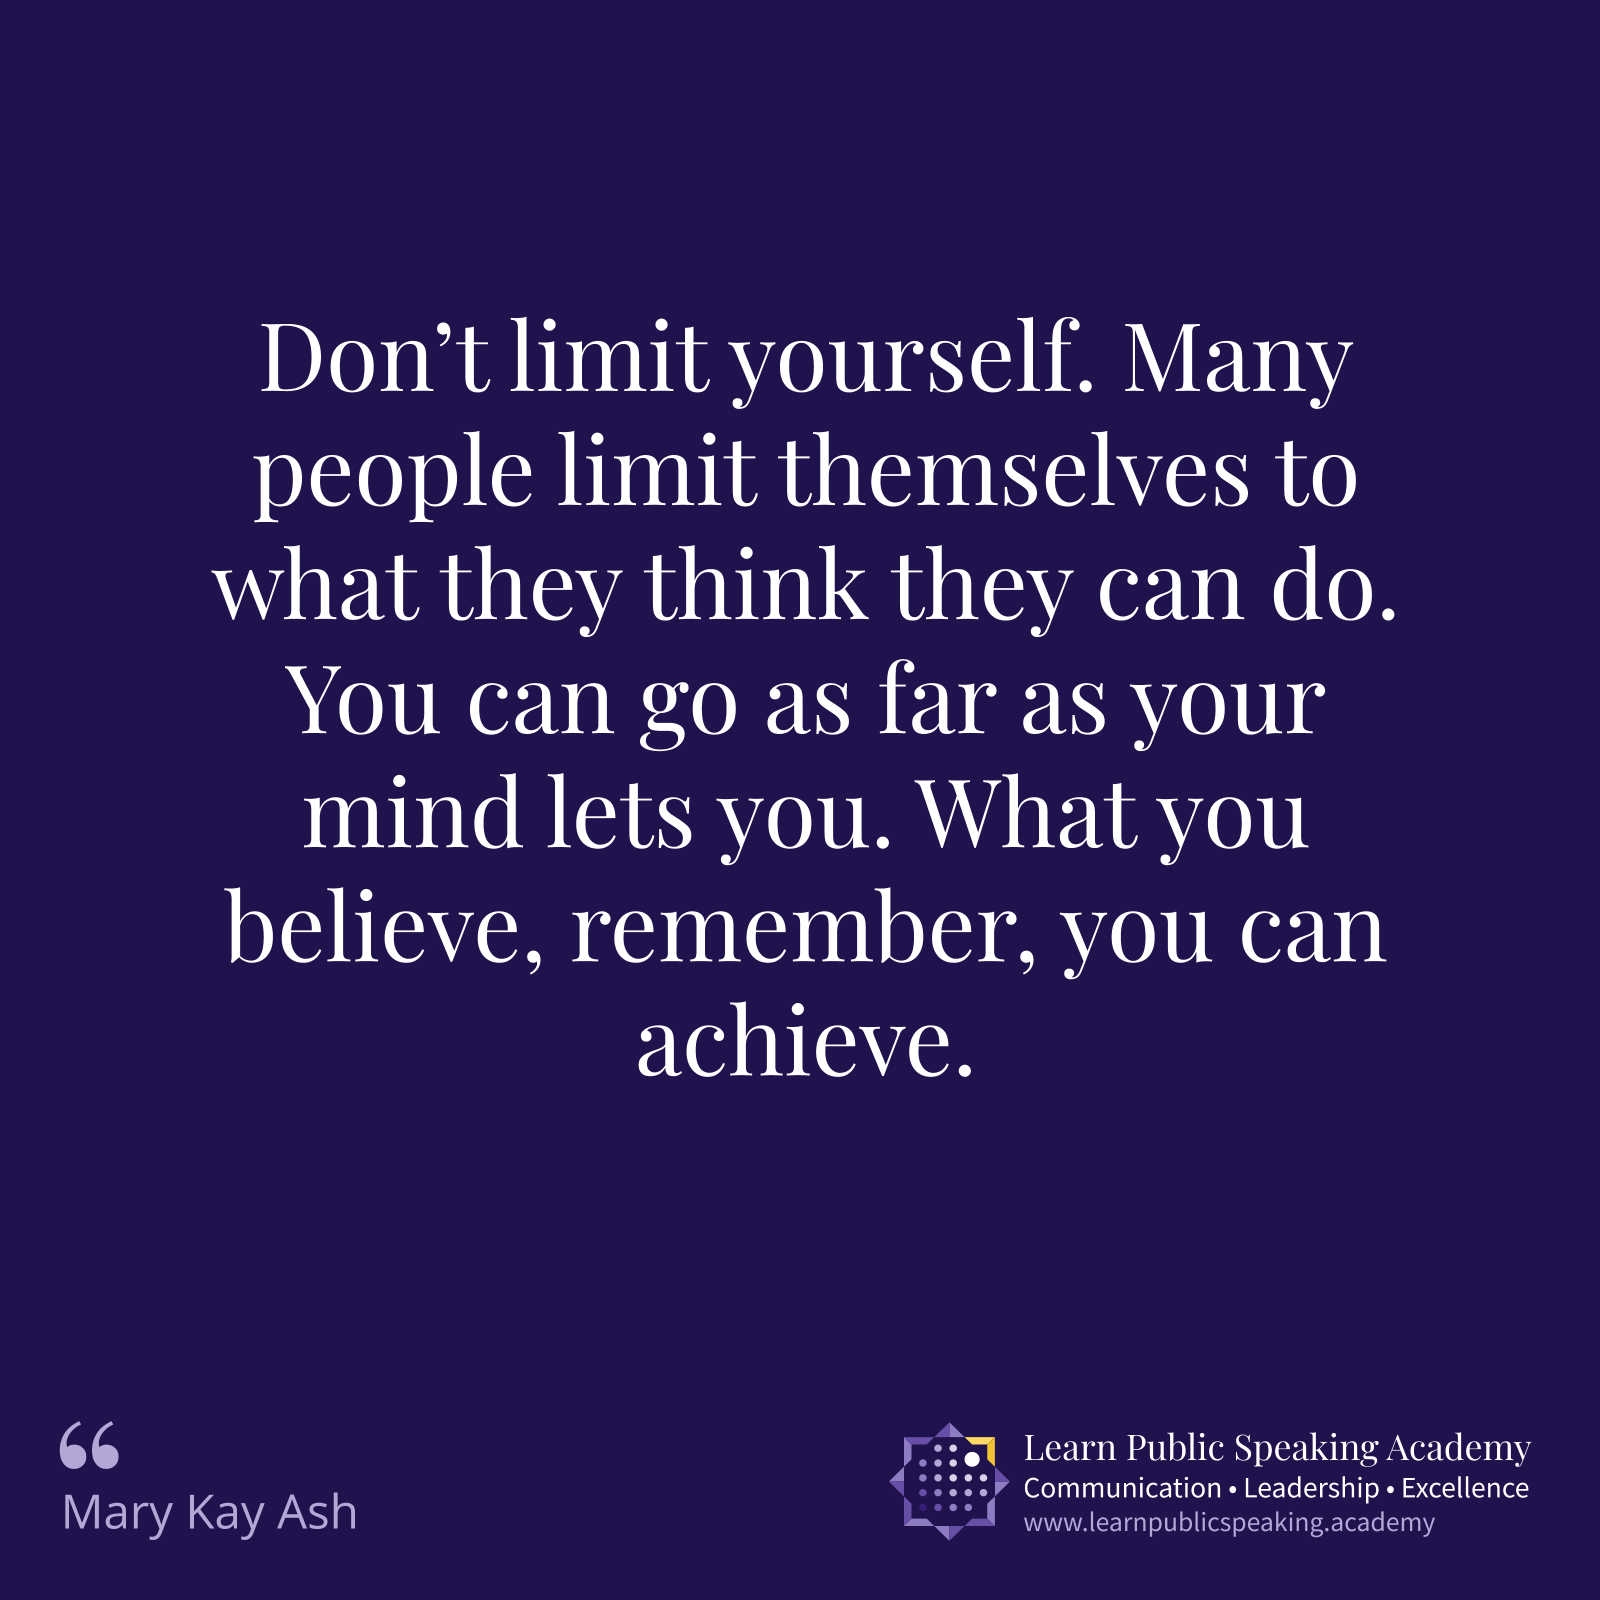 Don’t limit yourself. Many
people limit themselves to
what they think they can do.
You can go as far as your
mind lets you. What you
believe, remember, you can
achieve.
“
Mary Kay Ash
Learn Public Speaking Academy
Communication • Leadership • Excellence
www.learnpublicspeaking.academy